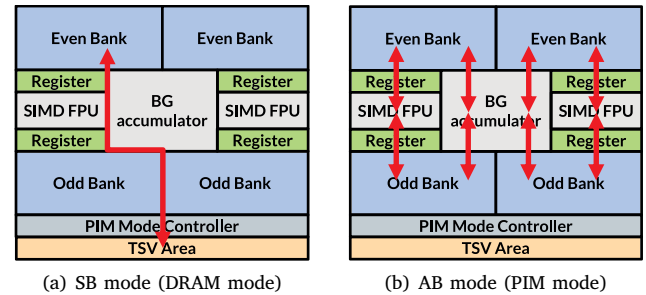 Even Bank Even Bank
Register Register
SIMD FPU BG accumulator SIMD FPU
Register Register
Odd Bank Odd Bank
PIM Mode Controller
TSV Area
(a) SB mode (DRAM mode)
Even Bank Even Bank
Register Register
SIMD FPU BG accumulator SIMD FPU
Register Register
Odd Bank Odd Bank
PIM Mode Controller
TSV Area
(b) AB mode (PIM mode)